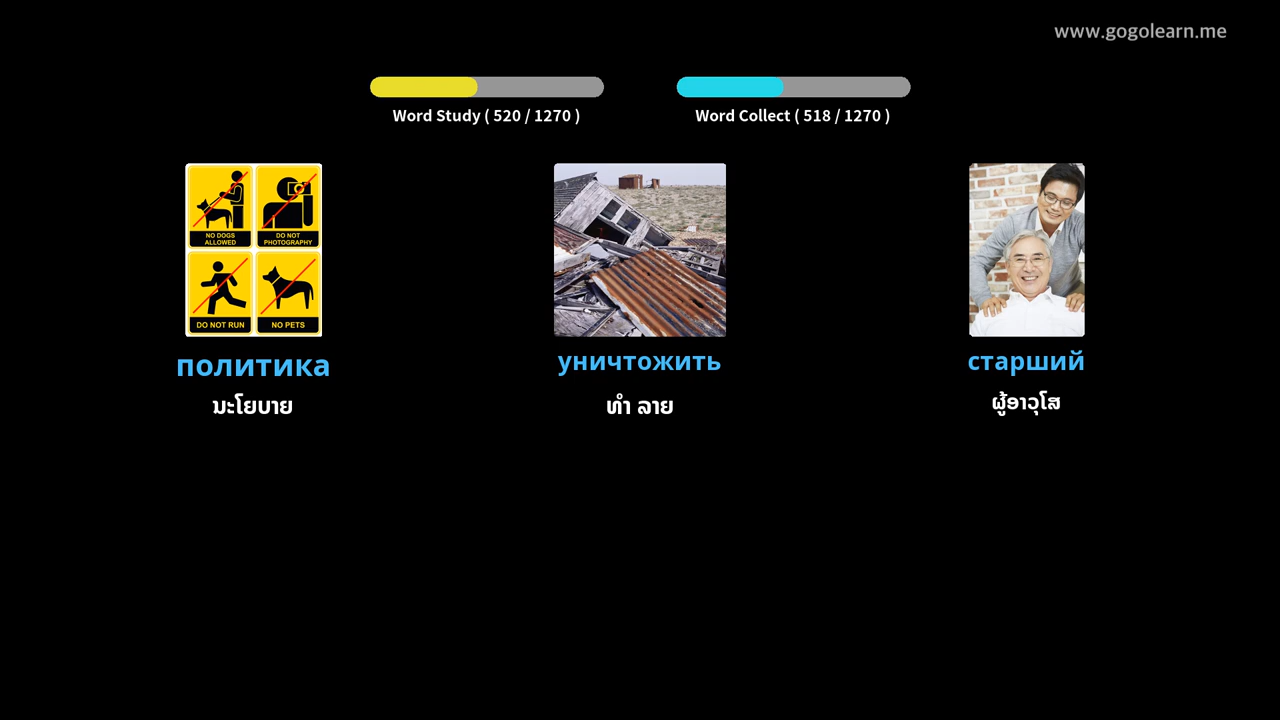 www.gogolearn.me
Word Study ( 520 / 1270 )
Word Collect ( 518 / 1270 )
NO DOGS
ALLOWED
DO NOT
PHOTOGRAPHY
DO NOT RUN
NO PETS
политика
уничтожить
старший
ນະໂຍບາຍ
ທຳ ລາຍ
ຜູ້ອາວຸໂສ